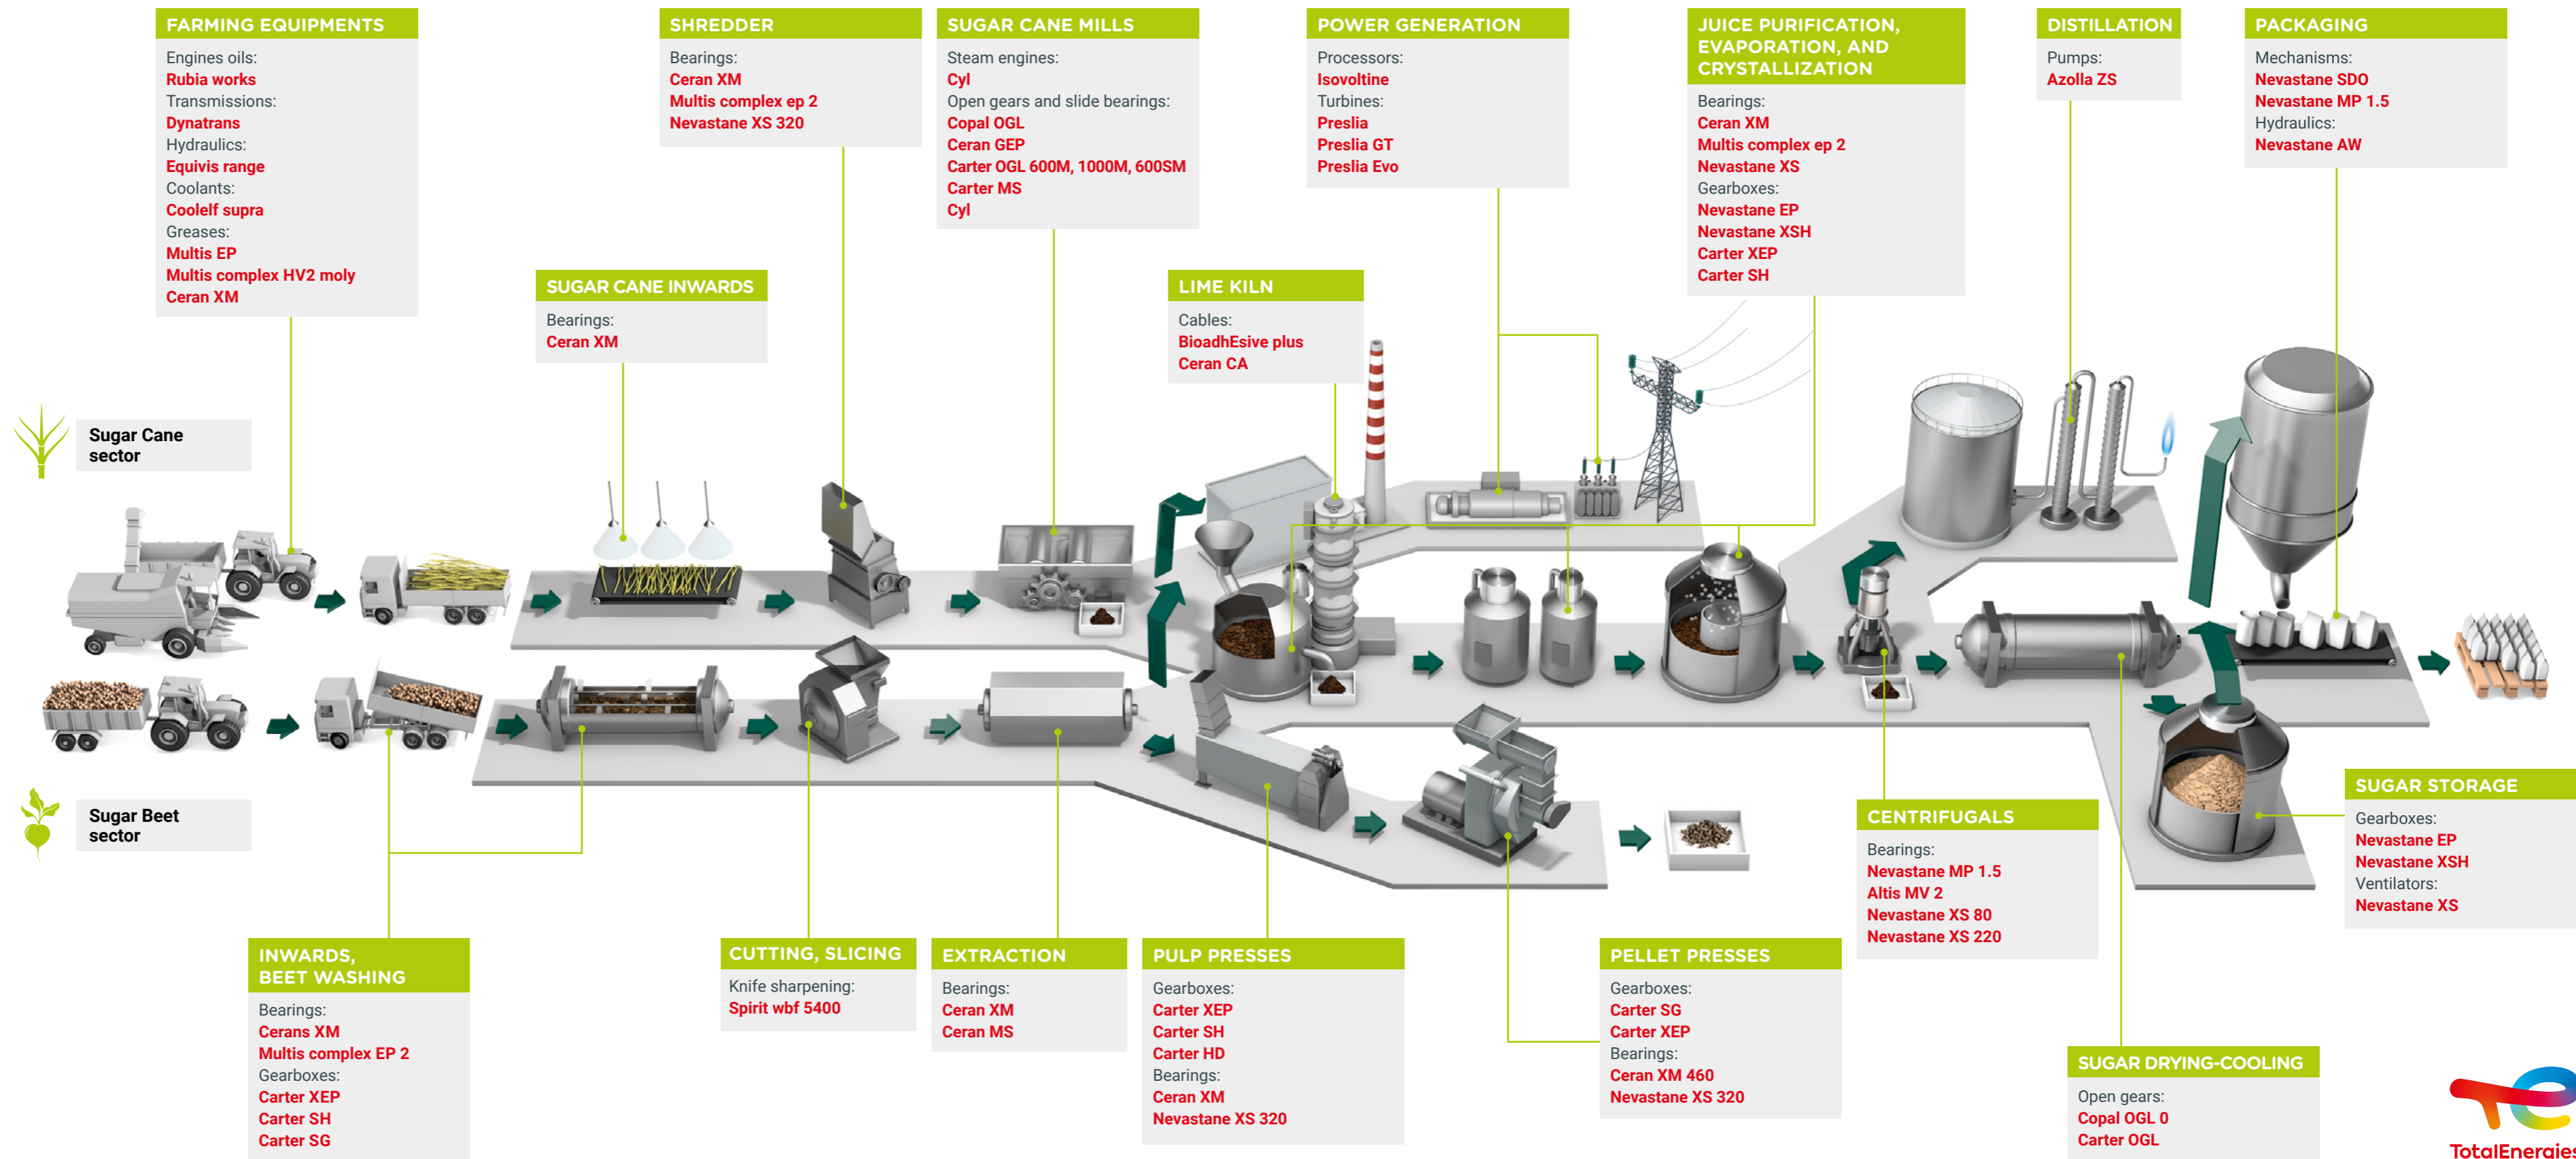 FARMING EQUIPMENTS
Engines oils:
Rubia works
Transmissions:
Dynatrans
Hydraulics:
Equivis range
Coolants:
Coolelf supra
Greases:
Multis EP
Multis complex HV2 moly
Ceran XM
SHREDDER
Bearings:
Ceran XM
Multis complex ep 2
Nevastane XS 320
SUGAR CANE MILLS
Steam engines:
Cyl
Open gears and slide bearings:
Copal OGL
Ceran GEP
Carter OGL 600M, 1000M, 600SM
Carter MS
Cyl
POWER GENERATION
Processors:
Isovoltine
Turbines:
Preslia
Preslia GT
Preslia Evo
JUICE PURIFICATION,
EVAPORATION, AND
CRYSTALLIZATION
Bearings:
Ceran XM
Multis complex ep 2
Nevastane XS
Gearboxes:
Nevastane EP
Nevastane XSH
Carter XEP
Carter SH
DISTILLATION
Pumps:
Azolla ZS
PACKAGING
Mechanisms:
Nevastane SDO
Nevastane MP 1.5
Hydraulics:
Nevastane AW
SUGAR CANE INWARDS
Bearings:
Ceran XM
LIME KILN
Cables:
BioadhEsive plus
Ceran CA
Sugar Cane
sector
Sugar Beet
sector
INWARDS,
BEET WASHING
Bearings:
Cerans XM
Multis complex EP 2
Gearboxes:
Carter XEP
Carter SH
Carter SG
CUTTING, SLICING
Knife sharpening:
Spirit wbf 5400
EXTRACTION
Bearings:
Ceran XM
Ceran MS
PULP PRESSES
Gearboxes:
Carter XEP
Carter SH
Carter HD
Bearings:
Ceran XM
Nevastane XS 320
PELLET PRESSES
Gearboxes:
Carter SG
Carter XEP
Bearings:
Ceran XM 460
Nevastane XS 320
CENTRIFUGALS
Bearings:
Nevastane MP 1.5
Altis MV 2
Nevastane XS 80
Nevastane XS 220
SUGAR STORAGE
Gearboxes:
Nevastane EP
Nevastane XSH
Ventilators:
Nevastane XS
SUGAR DRYING-COOLING
Open gears:
Copal OGL 0
Carter OGL
TotalEnergies